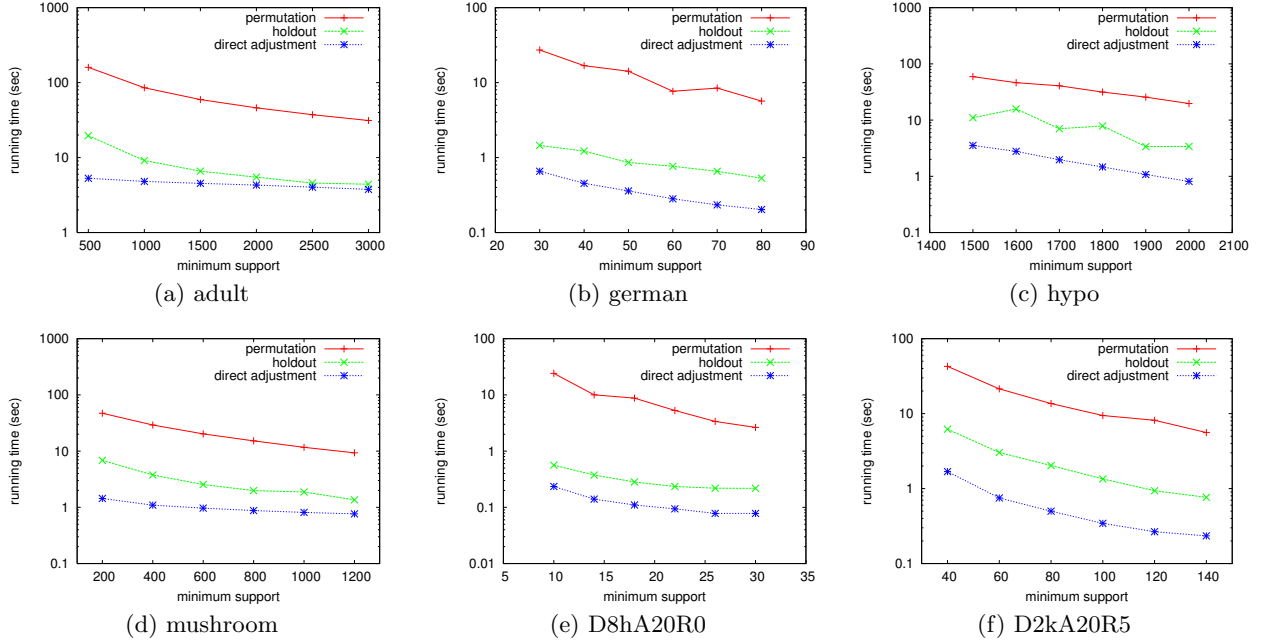 1000
100
10
1
running time (sec)
permutation
holdout
direct adjustment
500 1000 1500 2000 2500 3000
minimum support
(a) adult
100
10
1
0.1
running time (sec)
permutation
holdout
direct adjustment
20 30 40 50 60 70 80 90
minimum support
(b) german
1000
100
10
1
0.1
running time (sec)
permutation
holdout
direct adjustment
1400 1500 1600 1700 1800 1900 2000 2100
minimum support
(c) hypo
1000
100
10
1
0.1
running time (sec)
permutation
holdout
direct adjustment
200 400 600 800 1000 1200
minimum support
(d) mushroom
100
10
1
0.1
0.01
running time (sec)
permutation
holdout
direct adjustment
5 10 15 20 25 30 35
minimum support
(e) D8hA20R0
100
10
1
0.1
running time (sec)
permutation
holdout
direct adjustment
40 60 80 100 120 140
minimum support
(f) D2kA20R5